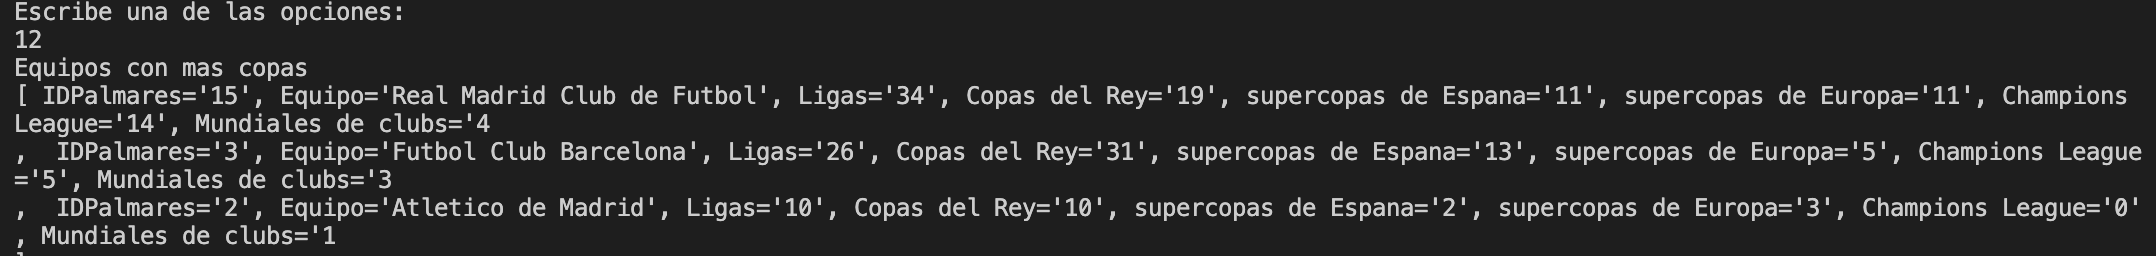 Escribe una de las opciones:
12
Equipos con mas copas
[ IDPalmares='15', Equipo='Real Madrid Club de Futbol', Ligas='34', Copas del Rey='19', supercopas de Espana='11', supercopas de Europa='11', Champions
League='14', Mundiales de clubs='4
,  IDPalmares='3', Equipo='Futbol Club Barcelona', Ligas='26', Copas del Rey='31', supercopas de Espana='13', supercopas de Europa='5', Champions League
='5', Mundiales de clubs='3
,  IDPalmares='2', Equipo='Atletico de Madrid', Ligas='10', Copas del Rey='10', supercopas de Espana='2', supercopas de Europa='3', Champions League='0'
, Mundiales de clubs='1
]